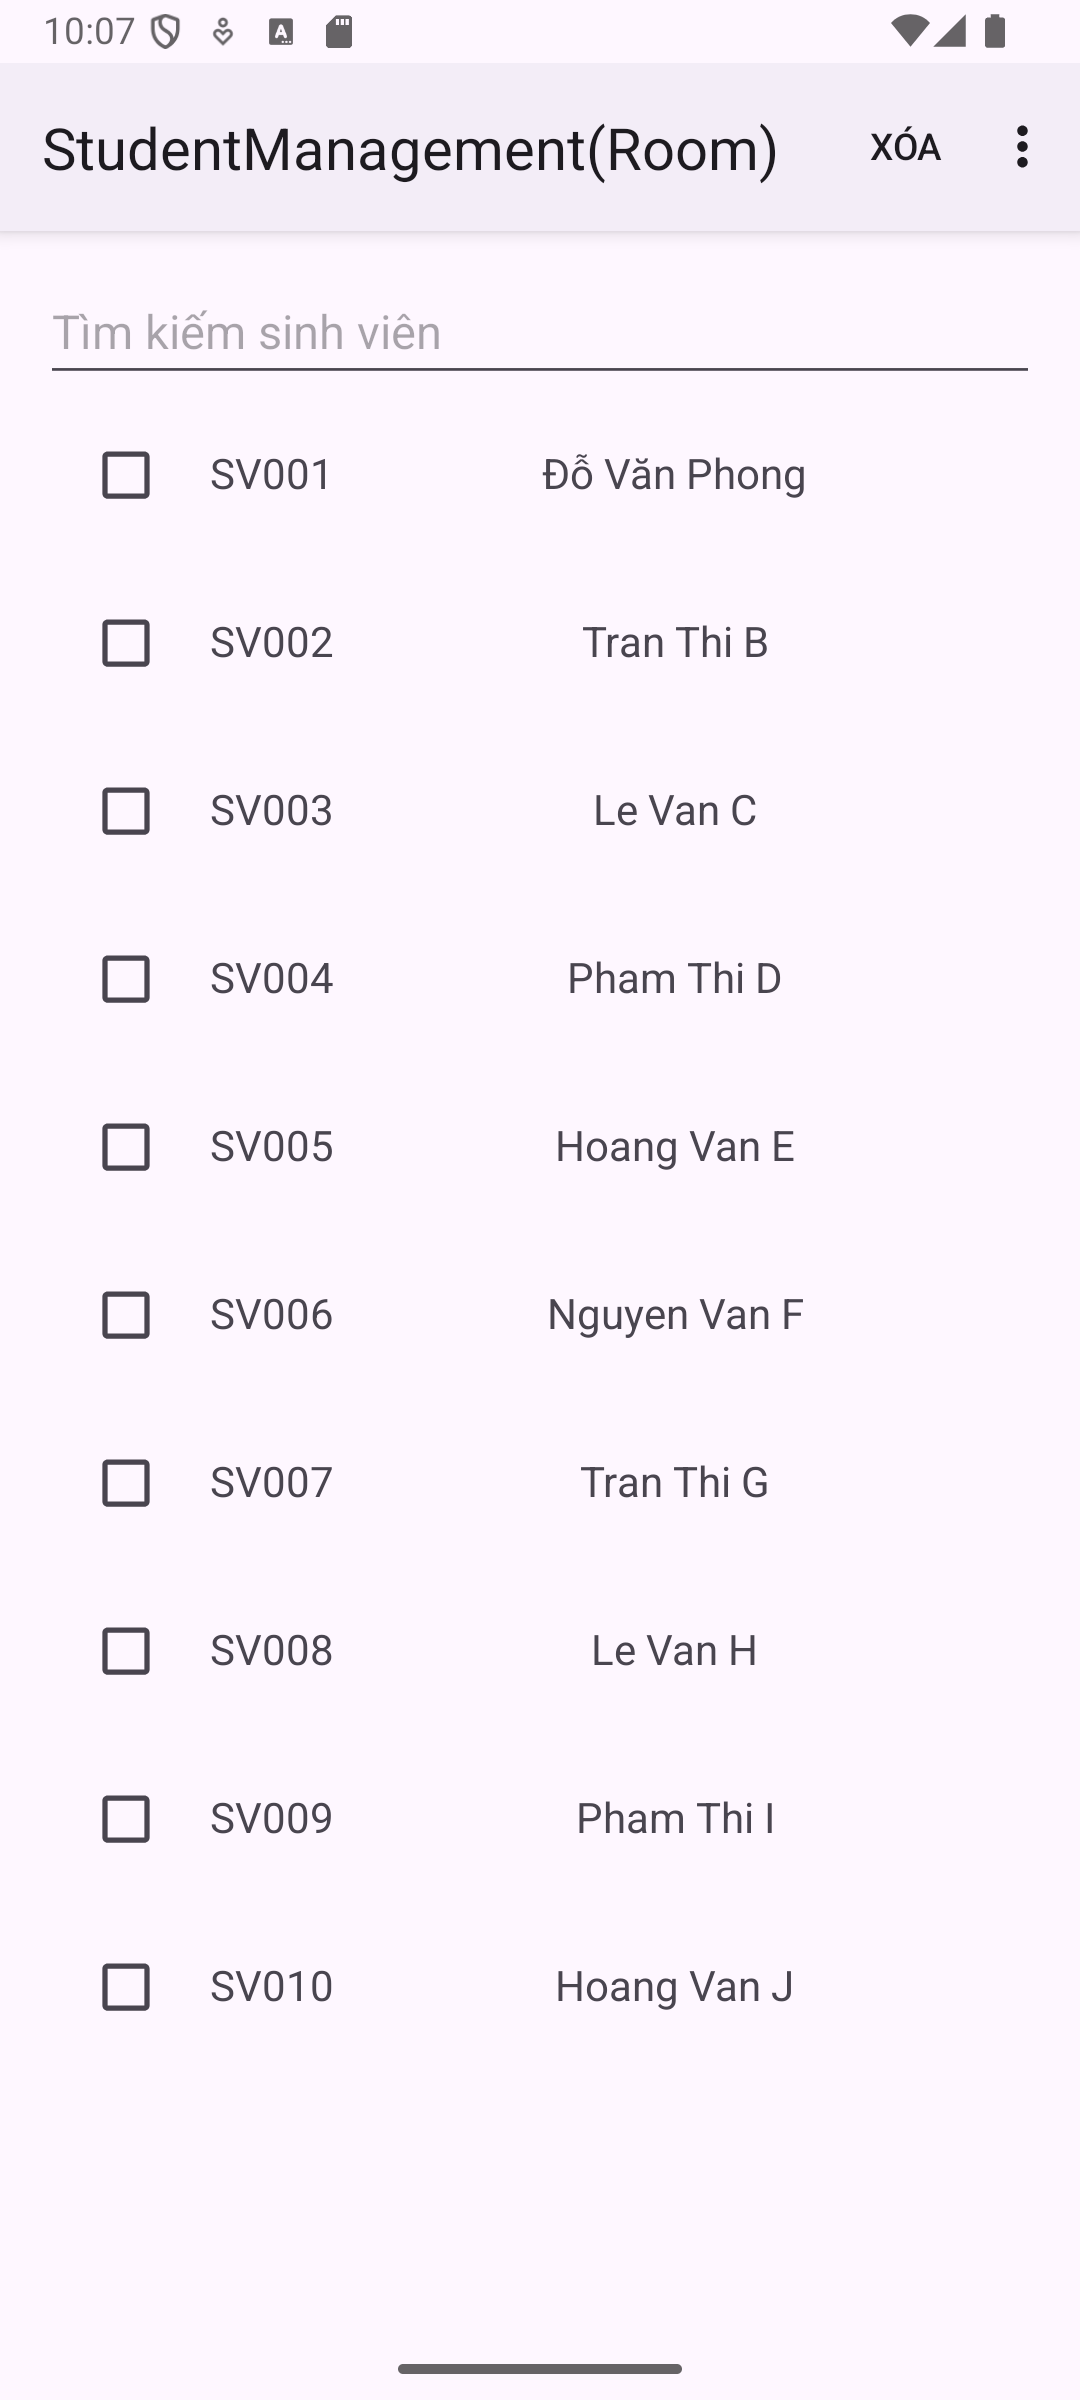 10:07
StudentManagement(Room) XÓA
Tìm kiếm sinh viên
SV001 Đỗ Văn Phong
SV002 Tran Thi B
SV003 Le Van C
SV004 Pham Thi D
SV005 Hoang Van E
SV006 Nguyen Van F
SV007 Tran Thi G
SV008 Le Van H
SV009 Pham Thi I
SV010 Hoang Van J